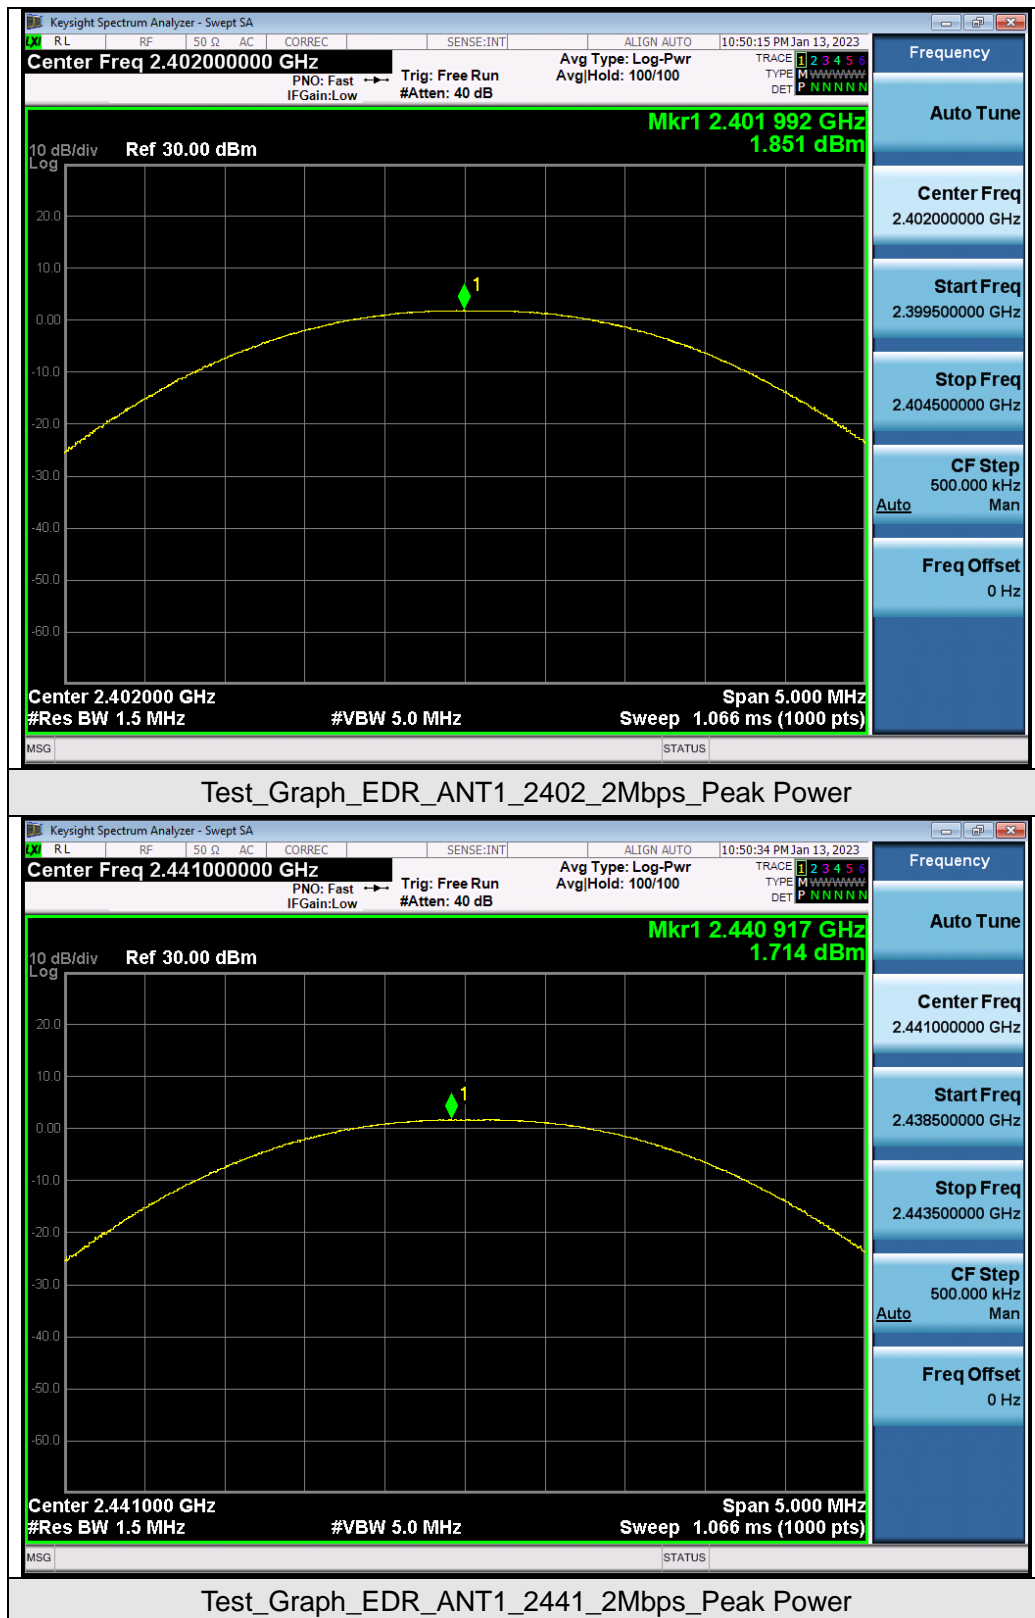 Keysight Spectrum Analyzer - Swept SA
LXI RL RF 50 Ω AC CORREC SENSE:INT ALIGN AUTO 10:50:15 PM Jan 13, 2023
Center Freq 2.402000000 GHz
PNO: Fast
IFGain:Low
Trig: Free Run
#Atten: 40 dB
Avg Type: Log-Pwr
Avg|Hold: 100/100
TRACE 1 2 3 4 5 6
TYPE M WWWWW
DET P N N N N N
Mkr1 2.401 992 GHz
1.851 dBm
10 dB/div Ref 30.00 dBm
Log
20.0
10.0
0.00
-10.0
-20.0
-30.0
-40.0
-50.0
-60.0
1
Center 2.402000 GHz Span 5.000 MHz
#Res BW 1.5 MHz #VBW 5.0 MHz Sweep 1.066 ms (1000 pts)
MSG STATUS
Frequency
Auto Tune
Center Freq
2.402000000 GHz
Start Freq
2.399500000 GHz
Stop Freq
2.404500000 GHz
CF Step
500.000 kHz
Auto Man
Freq Offset
0 Hz
Test_Graph_EDR_ANT1_2402_2Mbps_Peak Power
Keysight Spectrum Analyzer - Swept SA
LXI RL RF 50 Ω AC CORREC SENSE:INT ALIGN AUTO 10:50:34 PM Jan 13, 2023
Center Freq 2.441000000 GHz
PNO: Fast
IFGain:Low
Trig: Free Run
#Atten: 40 dB
Avg Type: Log-Pwr
Avg|Hold: 100/100
TRACE 1 2 3 4 5 6
TYPE M WWWWW
DET P N N N N N
Mkr1 2.440 917 GHz
1.714 dBm
10 dB/div Ref 30.00 dBm
Log
20.0
10.0
0.00
-10.0
-20.0
-30.0
-40.0
-50.0
-60.0
1
Center 2.441000 GHz Span 5.000 MHz
#Res BW 1.5 MHz #VBW 5.0 MHz Sweep 1.066 ms (1000 pts)
MSG STATUS
Frequency
Auto Tune
Center Freq
2.441000000 GHz
Start Freq
2.438500000 GHz
Stop Freq
2.443500000 GHz
CF Step
500.000 kHz
Auto Man
Freq Offset
0 Hz
Test_Graph_EDR_ANT1_2441_2Mbps_Peak Power